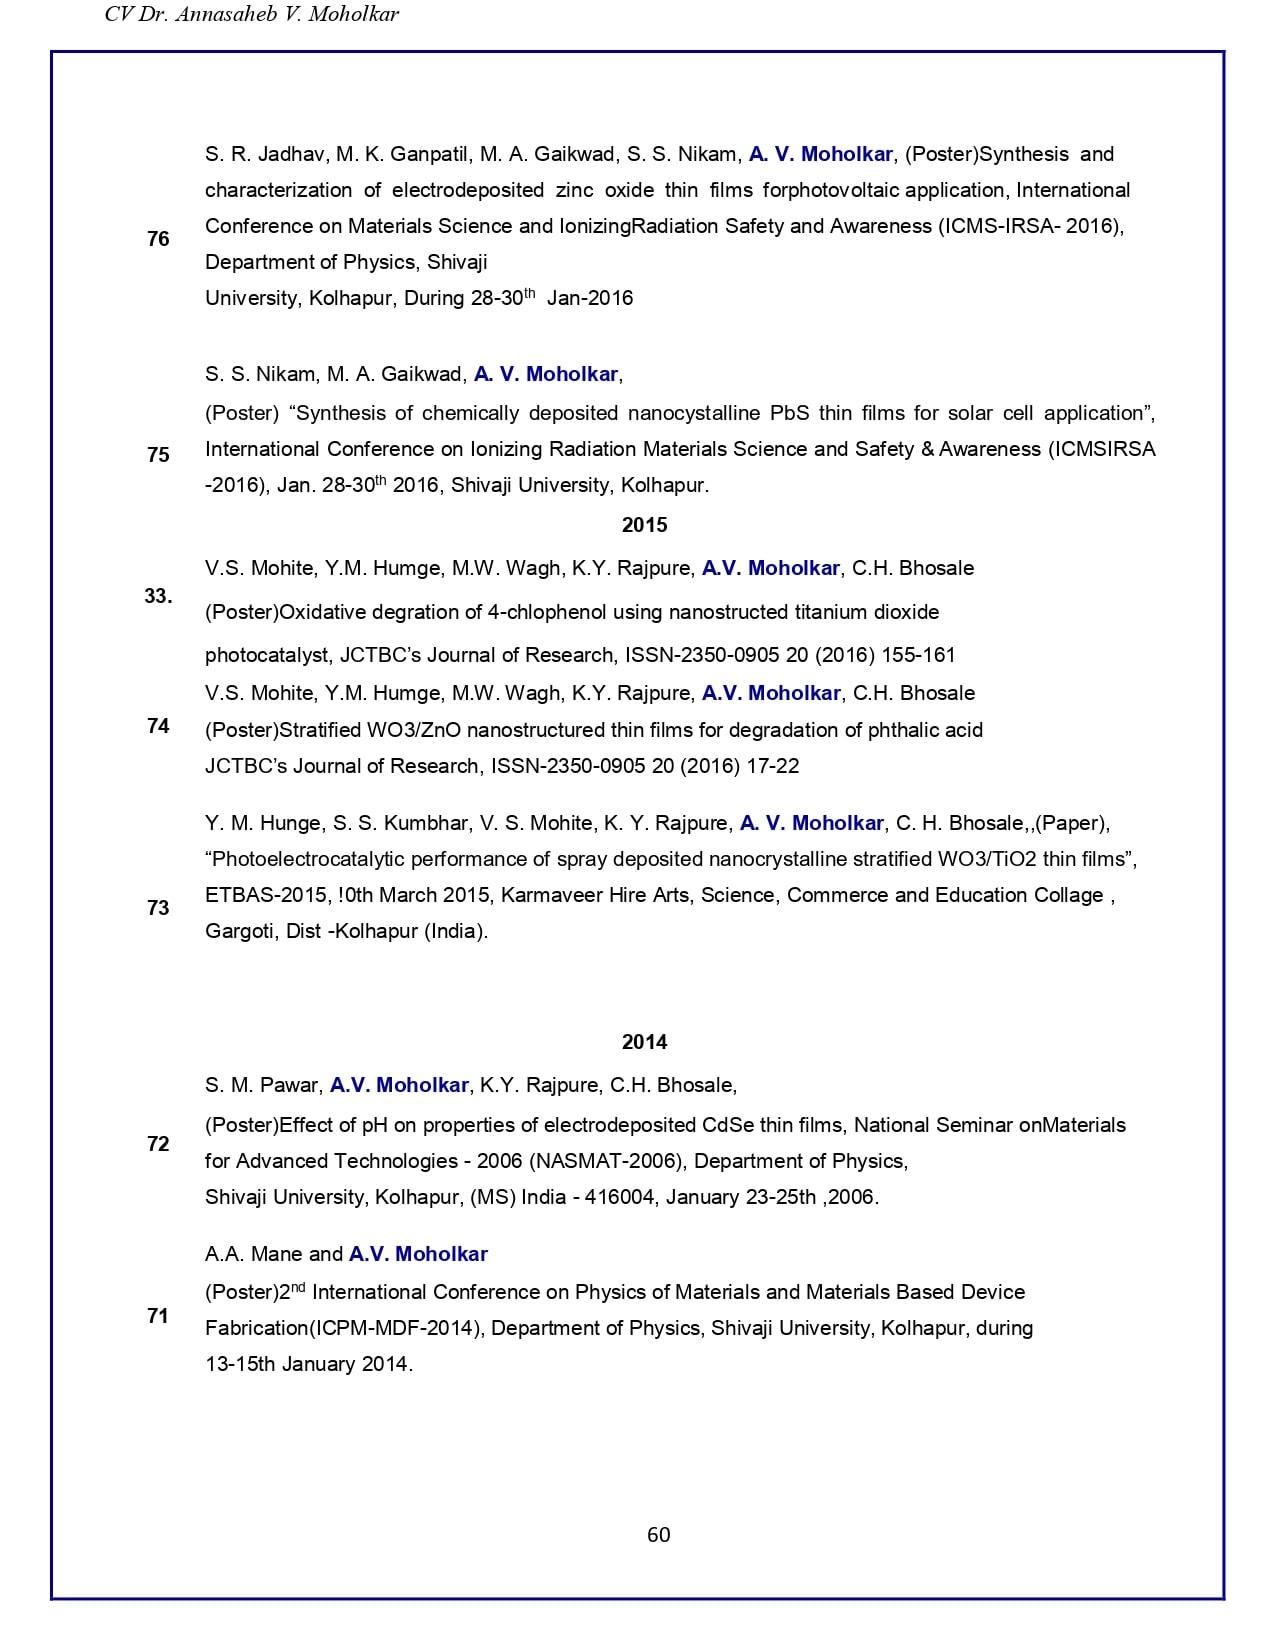 CV Dr. Annasaheb V. Moholkar
S. R. Jadhav, M. K. Ganpatil, M. A. Gaikwad, S. S. Nikam, A. V. Moholkar, (Poster)Synthesis and
characterization of electrodeposited zinc oxide thin films forphotovoltaic application, International
76
Conference on Materials Science and IonizingRadiation Safety and Awareness (ICMS-IRSA- 2016),
Department of Physics, Shivaji
University, Kolhapur, During 28-30th Jan-2016
S. S. Nikam, M. A. Gaikwad, A. V. Moholkar,
(Poster) “Synthesis of chemically deposited nanocystalline PbS thin films for solar cell application”,
75
International Conference on Ionizing Radiation Materials Science and Safety & Awareness (ICMSIRSA
-2016), Jan. 28-30th 2016, Shivaji University, Kolhapur.
2015
V.S. Mohite, Y.M. Humge, M.W. Wagh, K.Y. Rajpure, A.V. Moholkar, C.H. Bhosale
33.
(Poster)Oxidative degration of 4-chlophenol using nanostructed titanium dioxide
photocatalyst, JCTBC’s Journal of Research, ISSN-2350-0905 20 (2016) 155-161
V.S. Mohite, Y.M. Humge, M.W. Wagh, K.Y. Rajpure, A.V. Moholkar, C.H. Bhosale
74
(Poster)Stratified WO3/ZnO nanostructured thin films for degradation of phthalic acid
JCTBC’s Journal of Research, ISSN-2350-0905 20 (2016) 17-22
Y. M. Hunge, S. S. Kumbhar, V. S. Mohite, K. Y. Rajpure, A. V. Moholkar, C. H. Bhosale,,(Paper),
“Photoelectrocatalytic performance of spray deposited nanocrystalline stratified WO3/TiO2 thin films”,
73
ETBAS-2015, !0th March 2015, Karmaveer Hire Arts, Science, Commerce and Education Collage ,
Gargoti, Dist -Kolhapur (India).
2014
S. M. Pawar, A.V. Moholkar, K.Y. Rajpure, C.H. Bhosale,
(Poster)Effect of pH on properties of electrodeposited CdSe thin films, National Seminar onMaterials
72
for Advanced Technologies - 2006 (NASMAT-2006), Department of Physics,
Shivaji University, Kolhapur, (MS) India - 416004, January 23-25th ,2006.
A.A. Mane and A.V. Moholkar
(Poster)2nd International Conference on Physics of Materials and Materials Based Device
71
Fabrication(ICPM-MDF-2014), Department of Physics, Shivaji University, Kolhapur, during
13-15th January 2014.
60